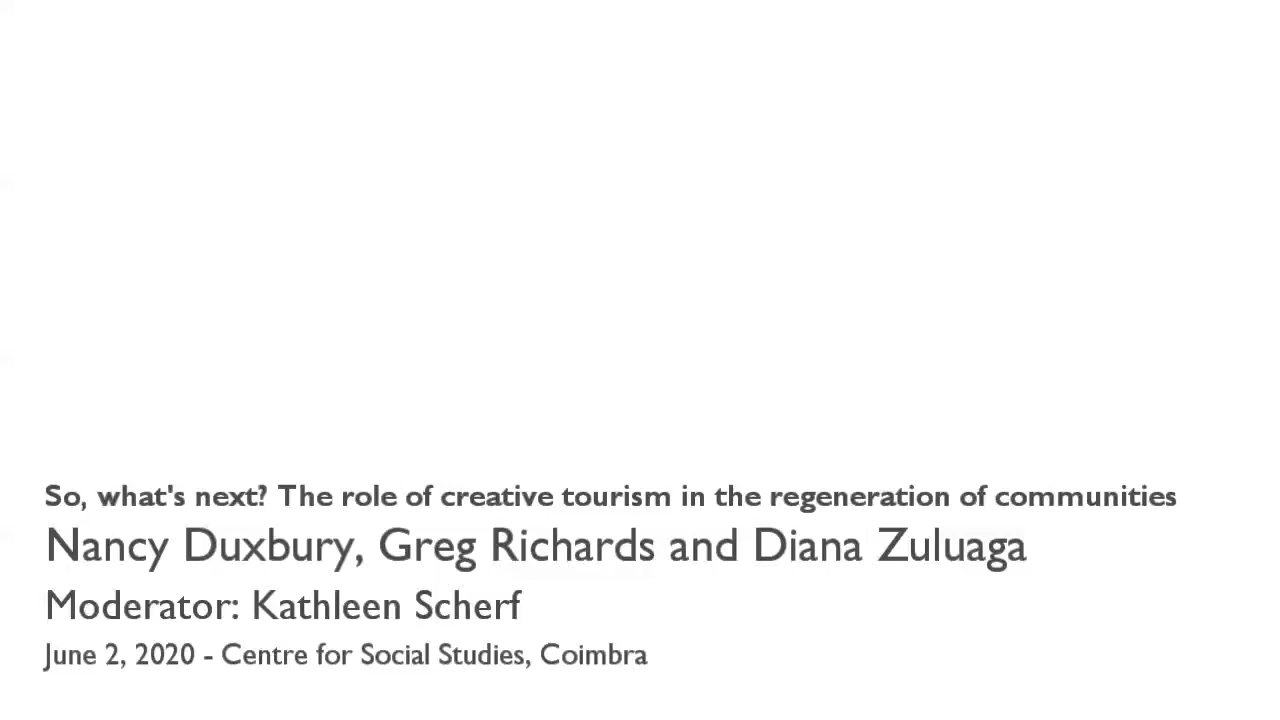 So, what's next? The role of creative tourism in the regeneration of communities
Nancy Duxbury, Greg Richards and Diana Zuluaga
Moderator: Kathleen Scherf
June 2, 2020 - Centre for Social Studies, Coimbra